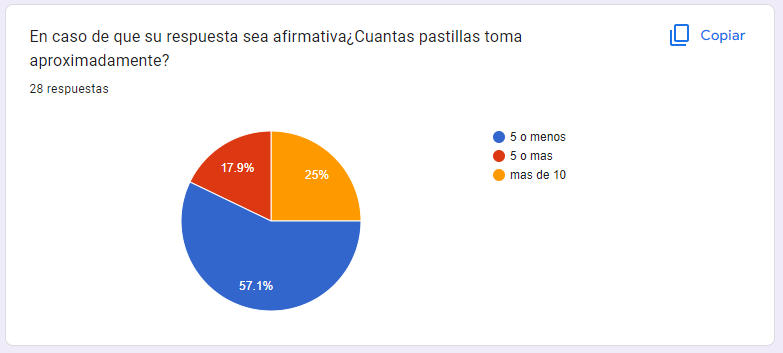 En caso de que su respuesta sea afirmativa¿Cuantas pastillas toma
aproximadamente?
Copiar
28 respuestas
17.9%
25%
57.1%
5 o menos
5 o mas
mas de 10